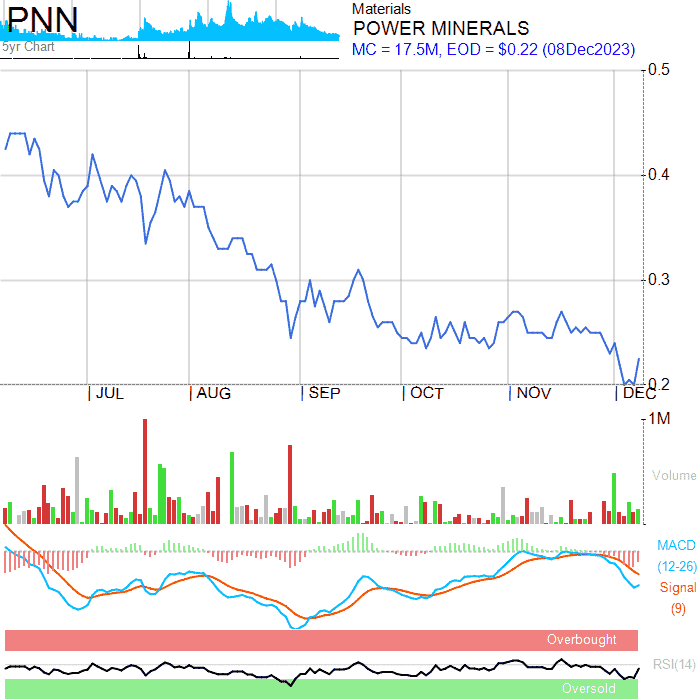 PNN
5yr Chart
Materials
POWER MINERALS
MC = 17.5M, EOD = $0.22 (08Dec2023)
0.5
0.4
0.3
0.2
JUL AUG SEP OCT NOV DEC
1M
Volume
MACD
(12-26)
Signal
(9)
Overbought
RSI(14)
Oversold